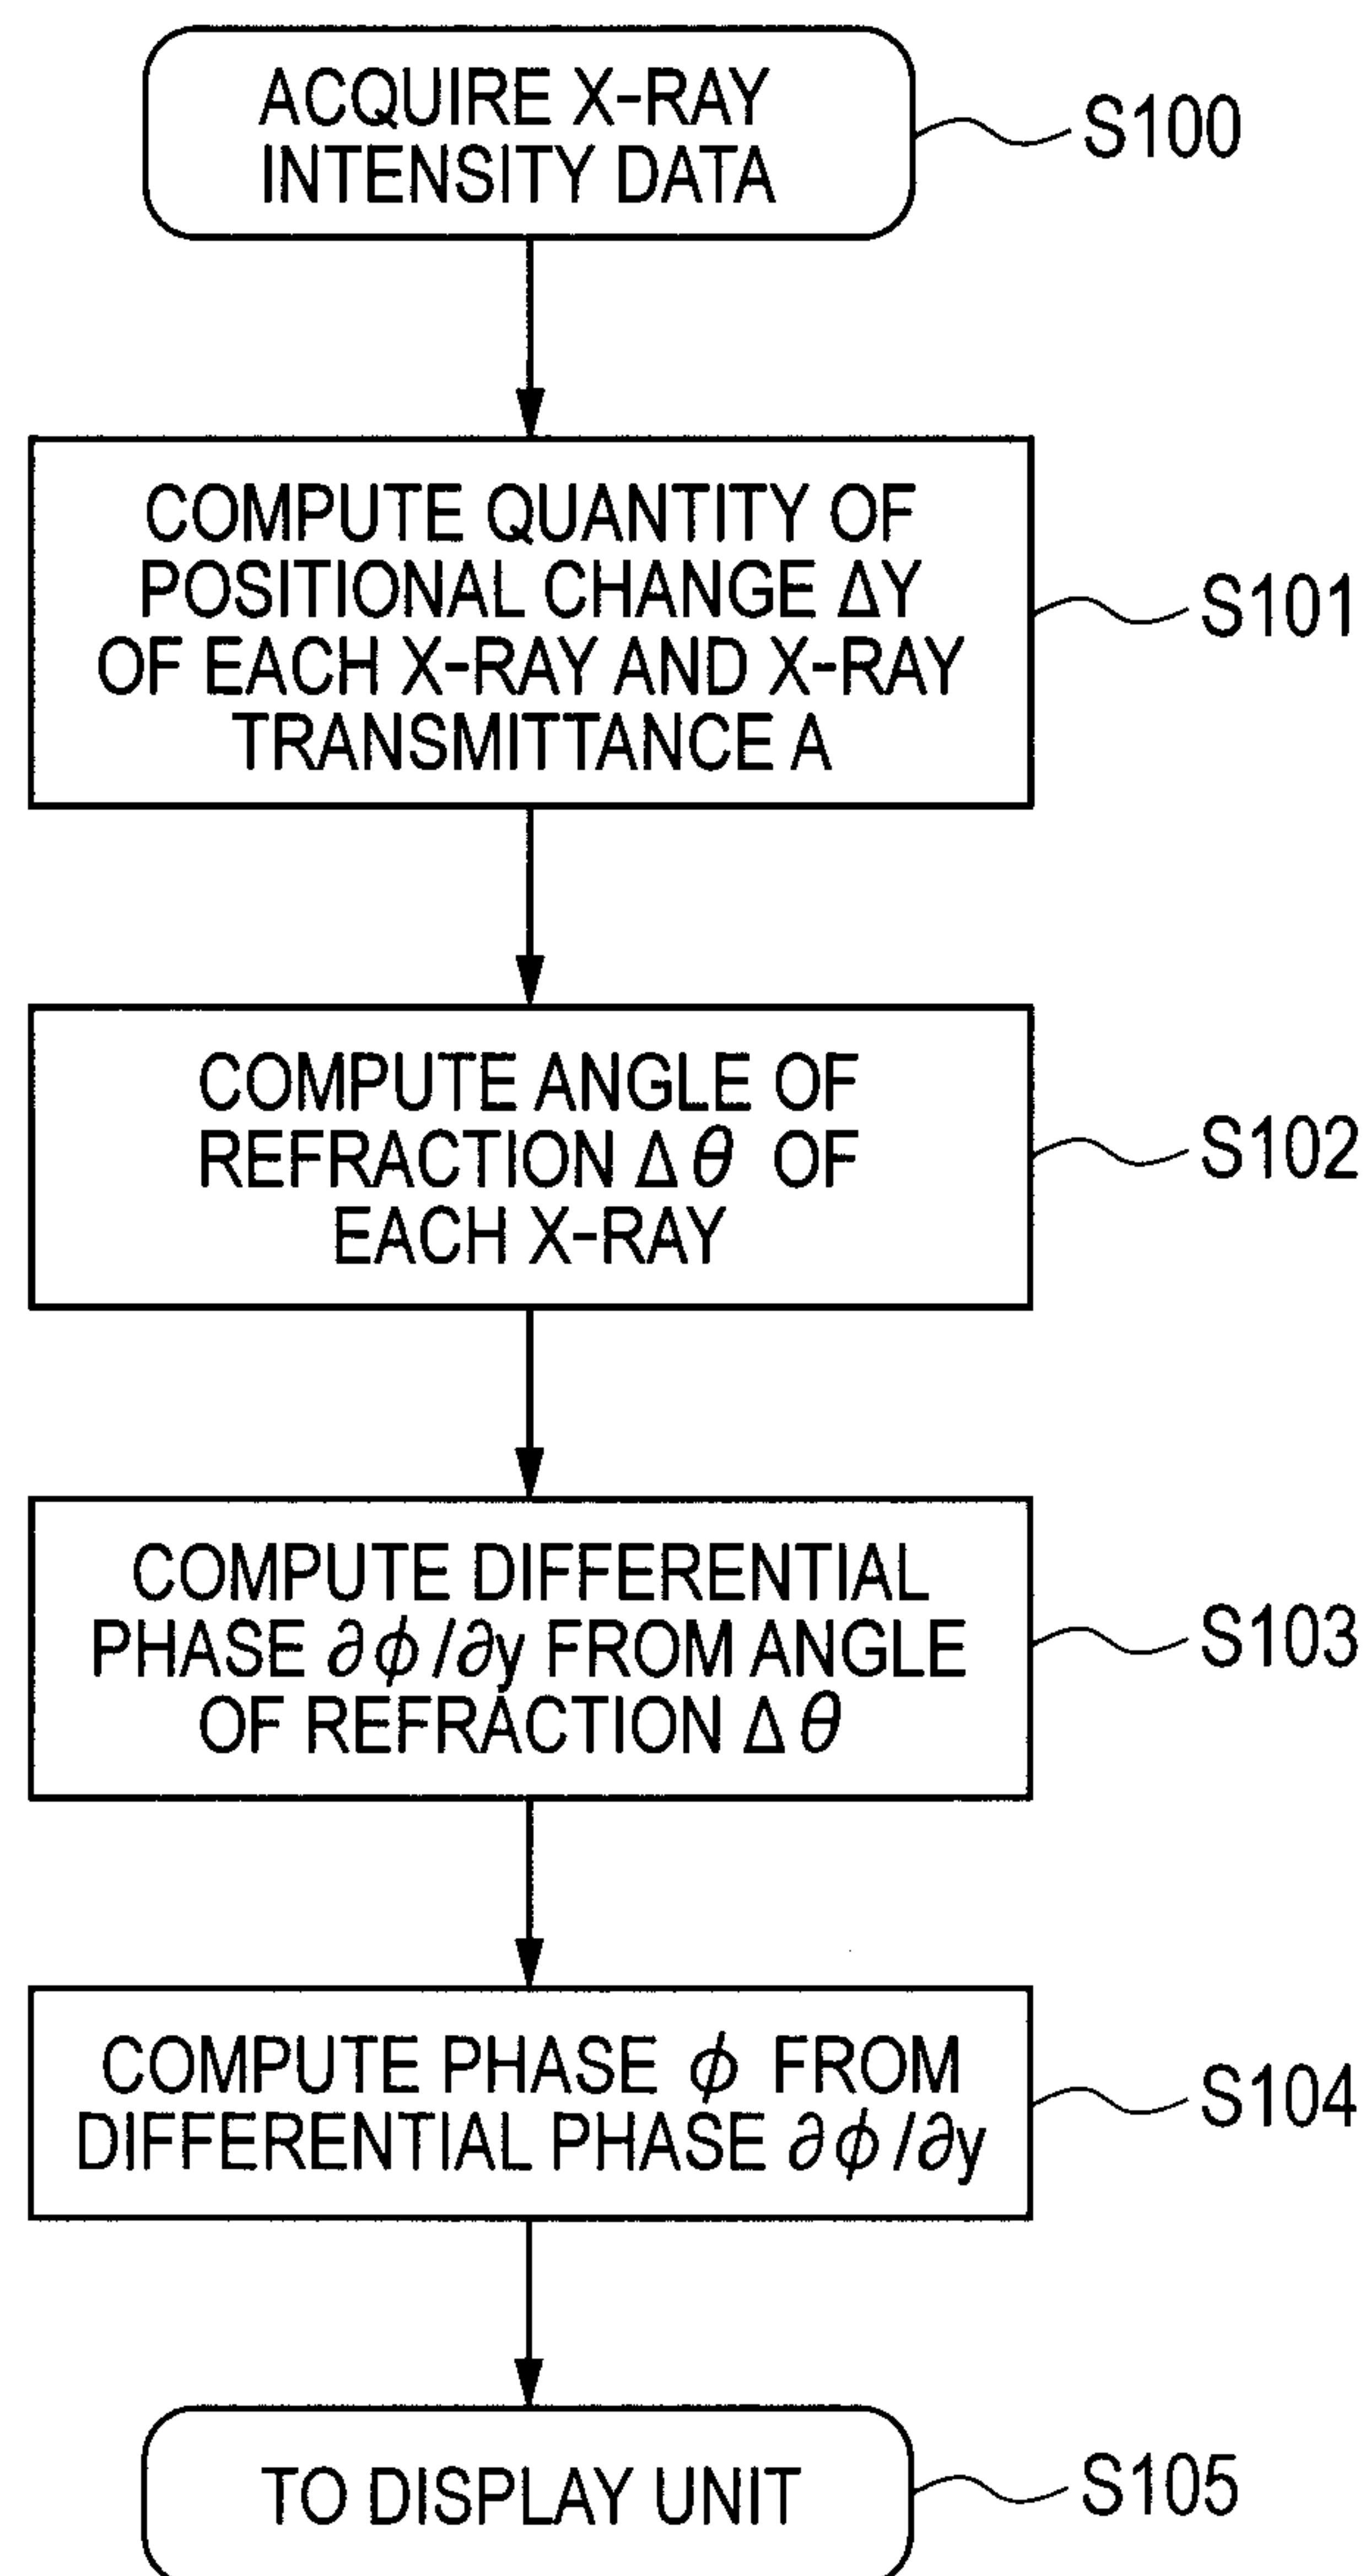 ACQUIRE X-RAY
INTENSITY DATA
S100
COMPUTE QUANTITY OF
POSITIONAL CHANGE ΔY
OF EACH X-RAY AND X-RAY
TRANSMITTANCE A
S101
COMPUTE ANGLE OF
REFRACTION Δθ OF
EACH X-RAY
S102
COMPUTE DIFFERENTIAL
PHASE ∂ϕ/∂y FROM ANGLE
OF REFRACTION Δθ
S103
COMPUTE PHASE ϕ FROM
DIFFERENTIAL PHASE ∂ϕ/∂y
S104
TO DISPLAY UNIT
S105